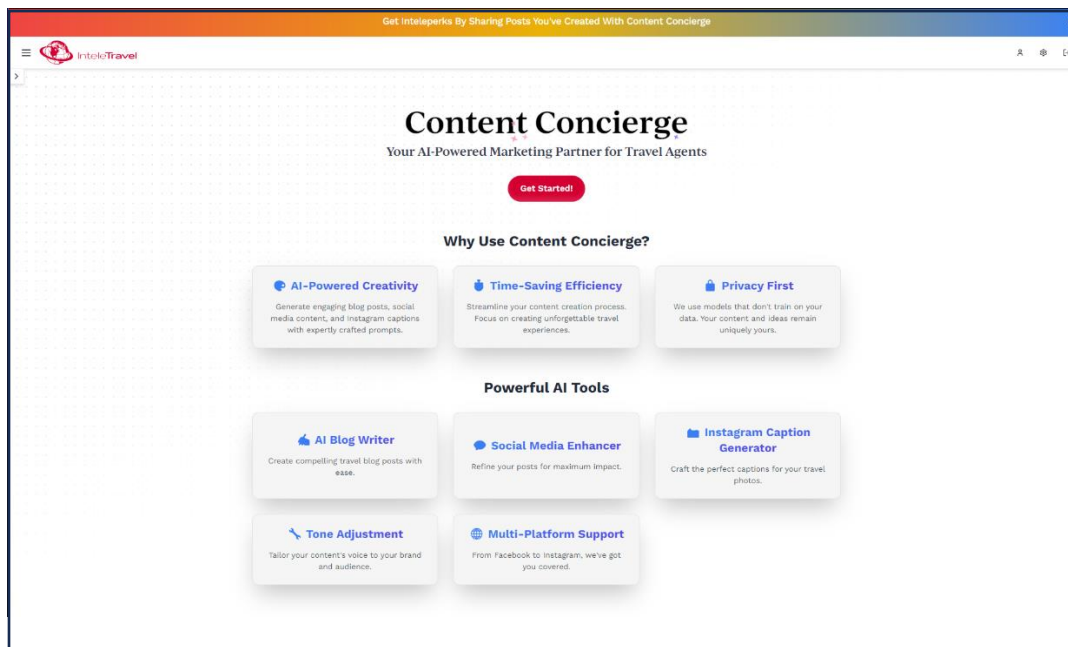 Get Inteleperks By Sharing Posts You've Created With Content Concierge
InteleTravel
Content Concierge
Your AI-Powered Marketing Partner for Travel Agents
Get Started!
Why Use Content Concierge?
AI-Powered Creativity
Generate engaging blog posts, social
media content, and Instagram captions
with expertly crafted prompts.
Time-Saving Efficiency
Streamline your content creation process.
Focus on creating unforgettable travel
experiences.
Privacy First
We use models that don't train on your
data. Your content and ideas remain
uniquely yours.
Powerful AI Tools
AI Blog Writer
Create compelling travel blog posts with
ease.
Social Media Enhancer
Refine your posts for maximum impact.
Instagram Caption
Generator
Craft the perfect captions for your travel
photos.
Tone Adjustment
Tailor your content's voice to your brand
and audience.
Multi-Platform Support
From Facebook to Instagram, we've got
you covered.